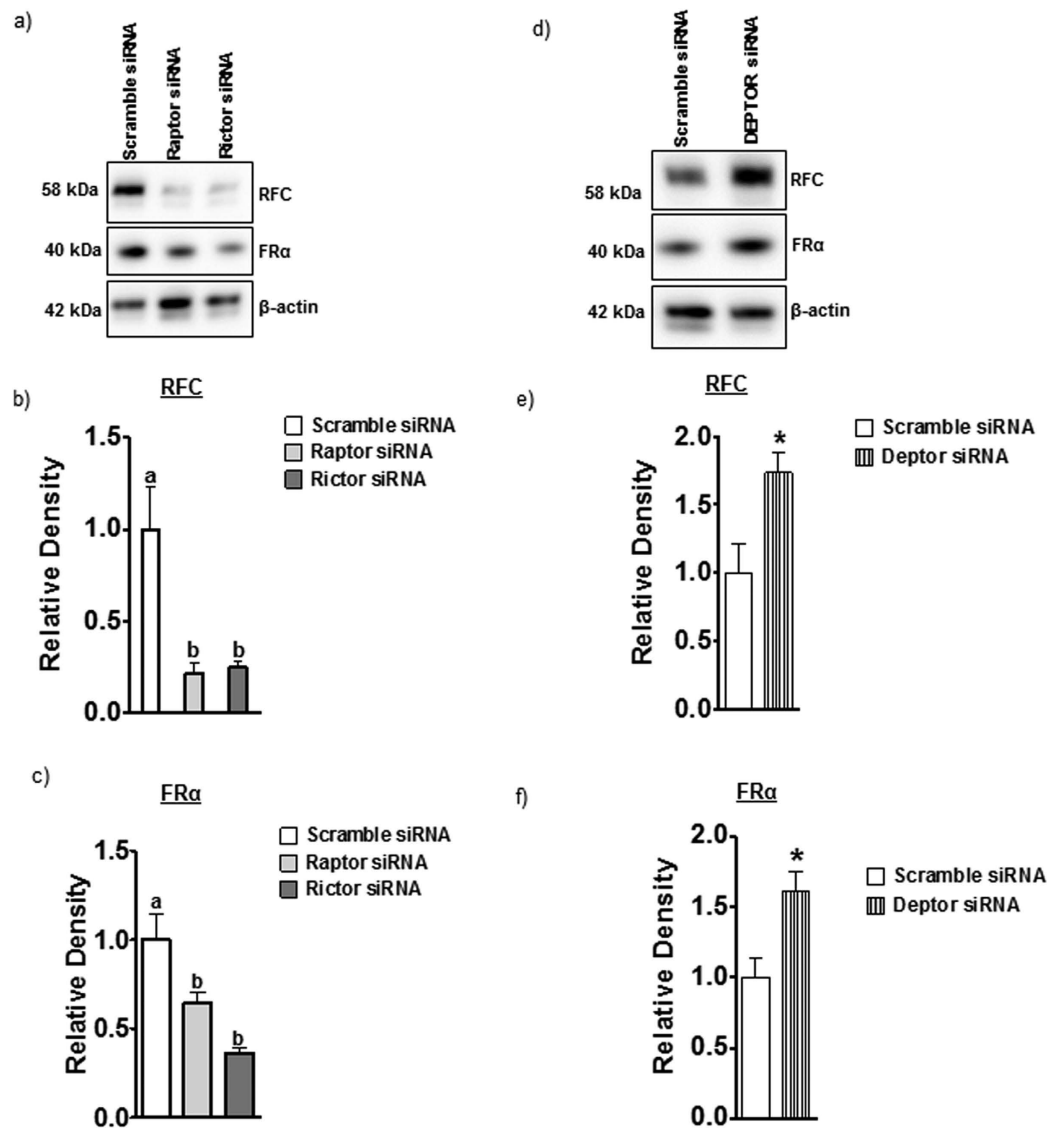 a)
Scramble siRNA
Raptor siRNA
Rictor siRNA
58 kDa
RFC
40 kDa
FRα
42 kDa
β-actin
b)
RFC
Relative Density
1.5
1.0
0.5
0.0
a
b
b
Scramble siRNA
Raptor siRNA
Rictor siRNA
c)
FRα
Relative Density
1.5
1.0
0.5
0.0
a
b
b
Scramble siRNA
Raptor siRNA
Rictor siRNA
d)
Scramble siRNA
DEPTOR siRNA
58 kDa
RFC
40 kDa
FRα
42 kDa
β-actin
e)
RFC
Relative Density
2.0
1.5
1.0
0.5
0.0
*
Scramble siRNA
Deptor siRNA
f)
FRα
Relative Density
2.0
1.5
1.0
0.5
0.0
*
Scramble siRNA
Deptor siRNA